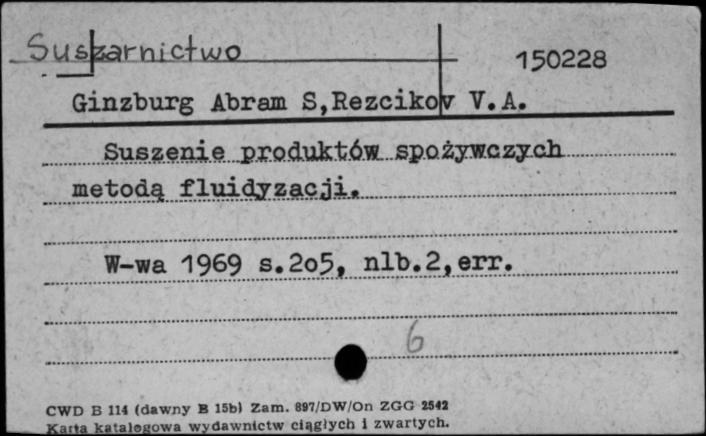 Suszarnictwo
150228
Ginzburg Abram S,Rezcikov V.A.
Suszenie produktów spożywczych
metodą fluidyzacji.
W-wa 1969 s.2o5, nlb.2,err.
6
CWD B 114 (dawny B 15b) Zam. 897/DW/On ZGG 2542
Karta katalogowa wydawnictw ciągłych i zwartych.